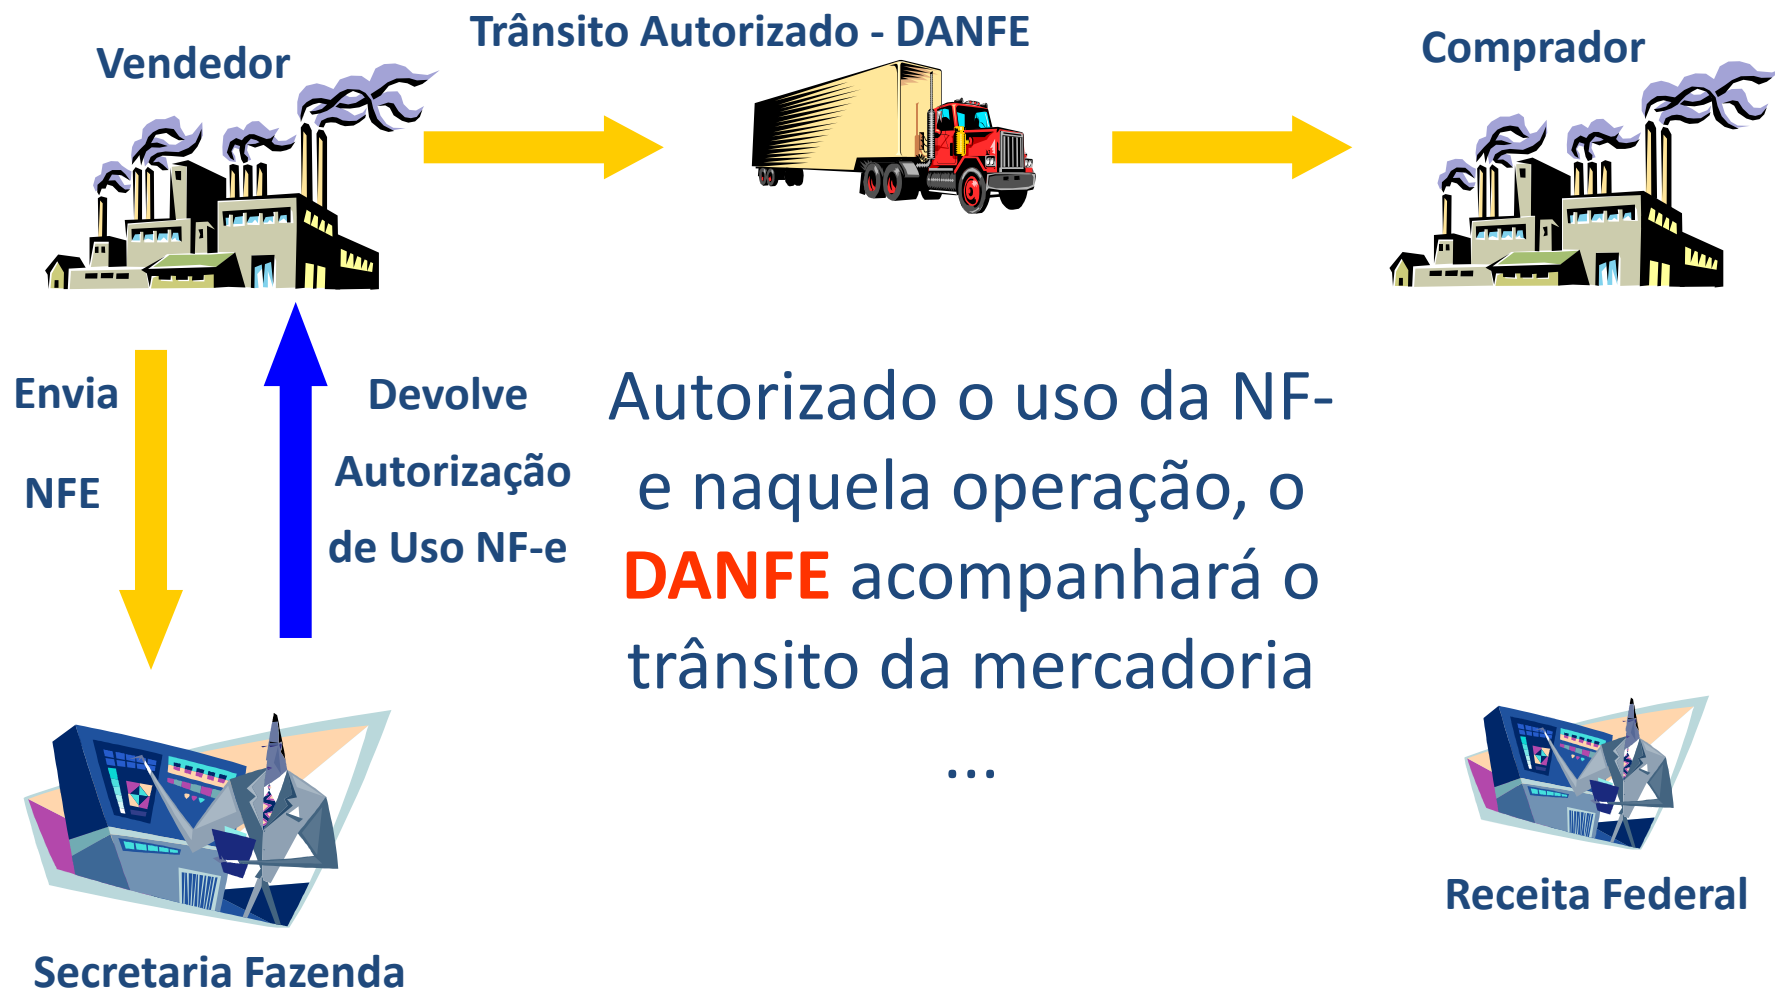 Trânsito Autorizado - DANFE
Vendedor
Comprador
Envia
NFE
Devolve
Autorização
de Uso NF-e
Autorizado o uso da NF-
e naquela operação, o
DANFE acompanhará o
trânsito da mercadoria
...
Receita Federal
Secretaria Fazenda